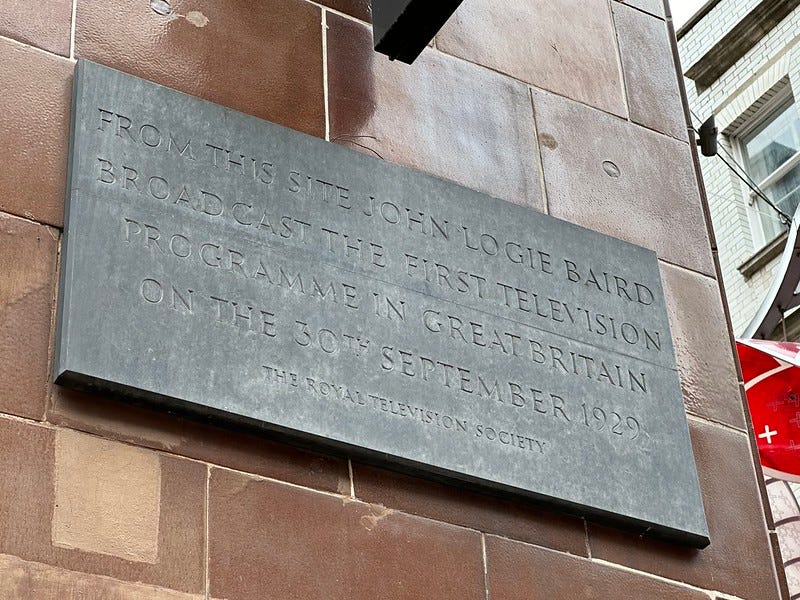 FROM THIS SITE JOHN LOGIE BAIRD
BROADCAST THE FIRST TELEVISION
PROGRAMME IN GREAT BRITAIN
ON THE 30TH SEPTEMBER 1929
THE ROYAL TELEVISION SOCIETY